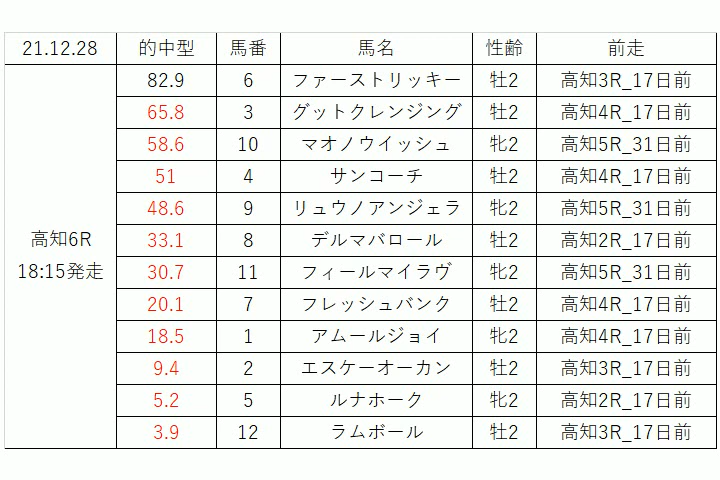 21.12.28 的中型 馬番 馬名 性齢 前走
高知6R
18:15発走
82.9 6 ファーストリッキー 牡2 高知3R_17日前
65.8 3 グットクレンジング 牡2 高知4R_17日前
58.6 10 マオノウイッシュ 牝2 高知5R_31日前
51 4 サンコーチ 牡2 高知4R_17日前
48.6 9 リュウノアンジェラ 牝2 高知5R_31日前
33.1 8 デルマバロール 牡2 高知2R_17日前
30.7 11 フィールマイラヴ 牝2 高知5R_31日前
20.1 7 フレッシュバンク 牡2 高知4R_17日前
18.5 1 アムールジョイ 牝2 高知4R_17日前
9.4 2 エスケーオーカン 牡2 高知3R_17日前
5.2 5 ルナホーク 牝2 高知2R_17日前
3.9 12 ラムボール 牡2 高知3R_17日前